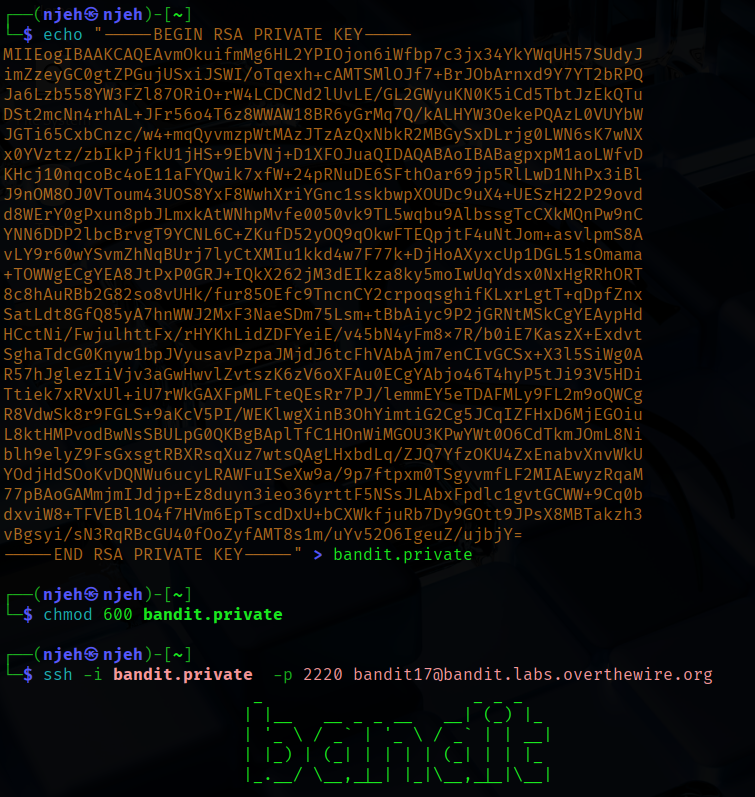 ┌──(njeh㉿njeh)-[~]
└─$ echo "-----BEGIN RSA PRIVATE KEY-----
MIIEogIBAAKCAQEAvmOkuifmMg6HL2YPIOjon6iWfbp7c3jx34YkYWqUH57SUdyJ
imZzeyGC0gtZPGujUSxiJSWI/oTqexh+cAMTSMlOJf7+BrJObArnxd9Y7YT2bRPQ
Ja6Lzb558YW3FZl87ORiO+rW4LCDCNd2lUvLE/GL2GWyuKN0K5iCd5TbtJzEkQTu
DSt2mcNn4rhAL+JFr56o4T6z8WWAW18BR6yGrMq7Q/kALHYW3OekePQAzL0VUYbW
JGTi65CxbCnzc/w4+mqQyvmzpWtMAzJTzAzQxNbkR2MBGySxDLrjg0LWN6sK7wNX
x0YVztz/zbIkPjfkU1jHS+9EbVNj+D1XFOJuaQIDAQABAoIBABagpxpM1aoLWfvD
KHcj10nqcoBc4oE11aFYQwik7xfW+24pRNuDE6SFthOar69jp5RlLwD1NhPx3iBl
J9nOM8OJ0VToum43UOS8YxF8WwhXriYGnc1sskbwpXOUDc9uX4+UESzH22P29ovd
d8WErY0gPxun8pbJLmxkAtWNhpMvfe0050vk9TL5wqbu9AlbssgTcCXkMQnPw9nC
YNN6DDP2lbcBrvgT9YCNL6C+ZKufD52yOQ9qOkwFTEQpjtF4uNtJom+asvlpmS8A
vLY9r60wYSvmZhNqBUrj7lyCtXMIu1kkd4w7F77k+DjHoAXyxcUp1DGL51sOmama
+TOWWgECgYEA8JtPxP0GRJ+IQkX262jM3dEIkza8ky5moIwUqYdsx0NxHgRRhORT
8c8hAuRBb2G82so8vUHk/fur85OEfc9TncnCY2crpoqsghifKLxrLgtT+qDpfZnx
SatLdt8GfQ85yA7hnWWJ2MxF3NaeSDm75Lsm+tBbAiyc9P2jGRNtMSkCgYEAypHd
HCctNi/FwjulhttFx/rHYKhLidZDFYeiE/v45bN4yFm8×7R/b0iE7KaszX+Exdvt
SghaTdcG0Knyw1bpJVyusavPzpaJMjdJ6tcFhVAbAjm7enCIvGCSx+X3l5SiWg0A
R57hJglezIiVjv3aGwHwvlZvtszK6zV6oXFAu0ECgYAbjo46T4hyP5tJi93V5HDi
Ttiek7xRVxUl+iU7rWkGAXFpMLFteQEsRr7PJ/lemmEY5eTDAFMLy9FL2m9oQWCg
R8VdwSk8r9FGLS+9aKcV5PI/WEKlwgXinB3OhYimtiG2Cg5JCqIZFHxD6MjEGOiu
L8ktHMPvodBwNsSBULpG0QKBgBAplTfC1HOnWiMGOU3KPwYWt0O6CdTkmJOmL8Ni
blh9elyZ9FsGxsgtRBXRsqXuz7wtsQAgLHxbdLq/ZJQ7YfzOKU4ZxEnabvXnvWkU
YOdjHdSOoKvDQNWu6ucyLRAWFuISeXw9a/9p7ftpxm0TSgyvmfLF2MIAEwyzRqaM
77pBAoGAMmjmIJdjp+Ez8duyn3ieo36yrttF5NSsJLAbxFpdlc1gvtGCWW+9Cq0b
dxviW8+TFVEBl1O4f7HVm6EpTscdDxU+bCXWkfjuRb7Dy9GOtt9JPsX8MBTakzh3
vBgsyi/sN3RqRBcGU40fOoZyfAMT8s1m/uYv52O6IgeuZ/ujbjY=
-----END RSA PRIVATE KEY-----" > bandit.private
┌──(njeh㉿njeh)-[~]
└─$ chmod 600 bandit.private
┌──(njeh㉿njeh)-[~]
└─$ ssh -i bandit.private  -p 2220 bandit17@bandit.labs.overthewire.org
bandit